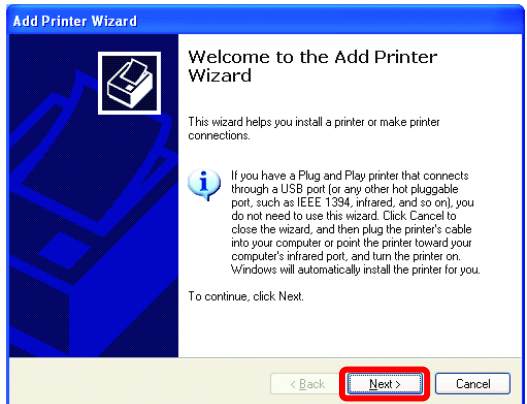 Add Printer Wizard
Welcome to the Add Printer
Wizard
This wizard helps you install a printer or make printer
connections.
If you have a Plug and Play printer that connects
through a USB port (or any other hot pluggable
port, such as IEEE 1394, infrared, and so on), you
do not need to use this wizard. Click Cancel to
close the wizard, and then plug the printer's cable
into your computer or point the printer toward your
computer's infrared port, and turn the printer on.
Windows will automatically install the printer for you.
To continue, click Next.
< Back Next > Cancel